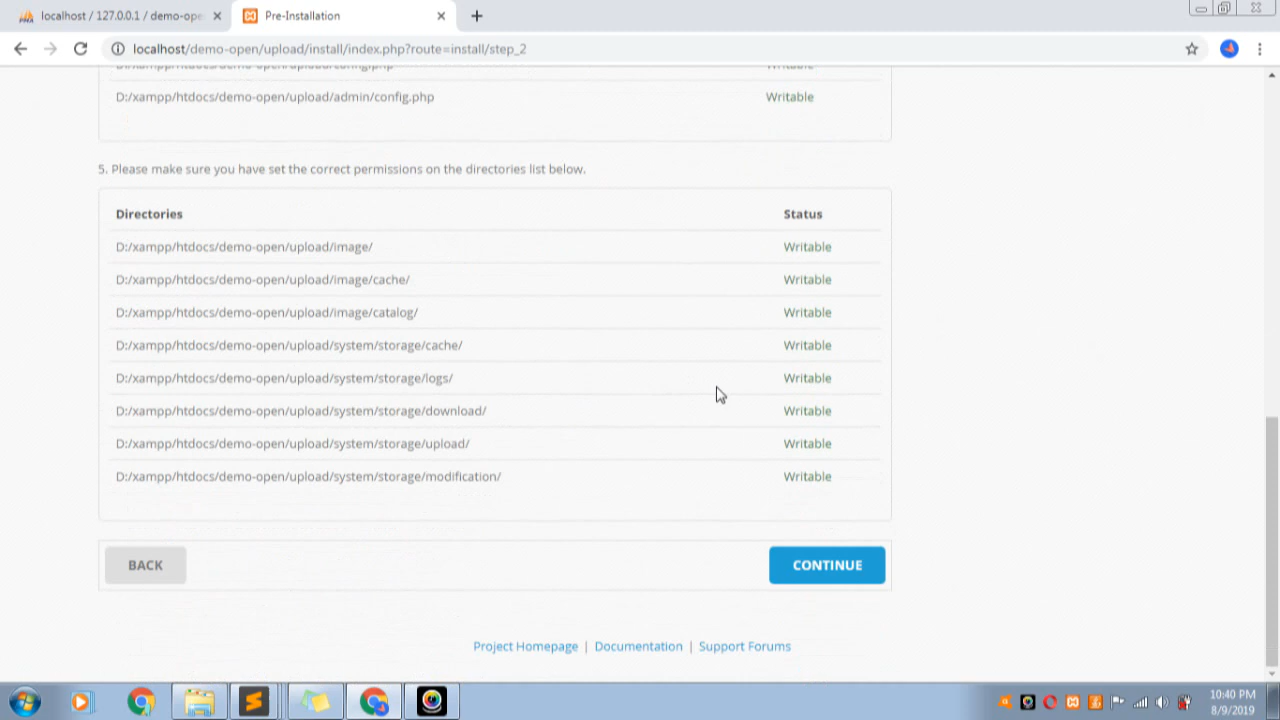 localhost / 127.0.0.1 / demo-ope
Pre-Installation
localhost/demo-open/upload/install/index.php?route=install/step_2
D:/xampp/htdocs/demo-open/upload/config.php Writable
D:/xampp/htdocs/demo-open/upload/admin/config.php Writable
5. Please make sure you have set the correct permissions on the directories list below.
Directories Status
D:/xampp/htdocs/demo-open/upload/image/ Writable
D:/xampp/htdocs/demo-open/upload/image/cache/ Writable
D:/xampp/htdocs/demo-open/upload/image/catalog/ Writable
D:/xampp/htdocs/demo-open/upload/system/storage/cache/ Writable
D:/xampp/htdocs/demo-open/upload/system/storage/logs/ Writable
D:/xampp/htdocs/demo-open/upload/system/storage/download/ Writable
D:/xampp/htdocs/demo-open/upload/system/storage/upload/ Writable
D:/xampp/htdocs/demo-open/upload/system/storage/modification/ Writable
BACK CONTINUE
Project Homepage | Documentation | Support Forums
10:40 PM
8/9/2019